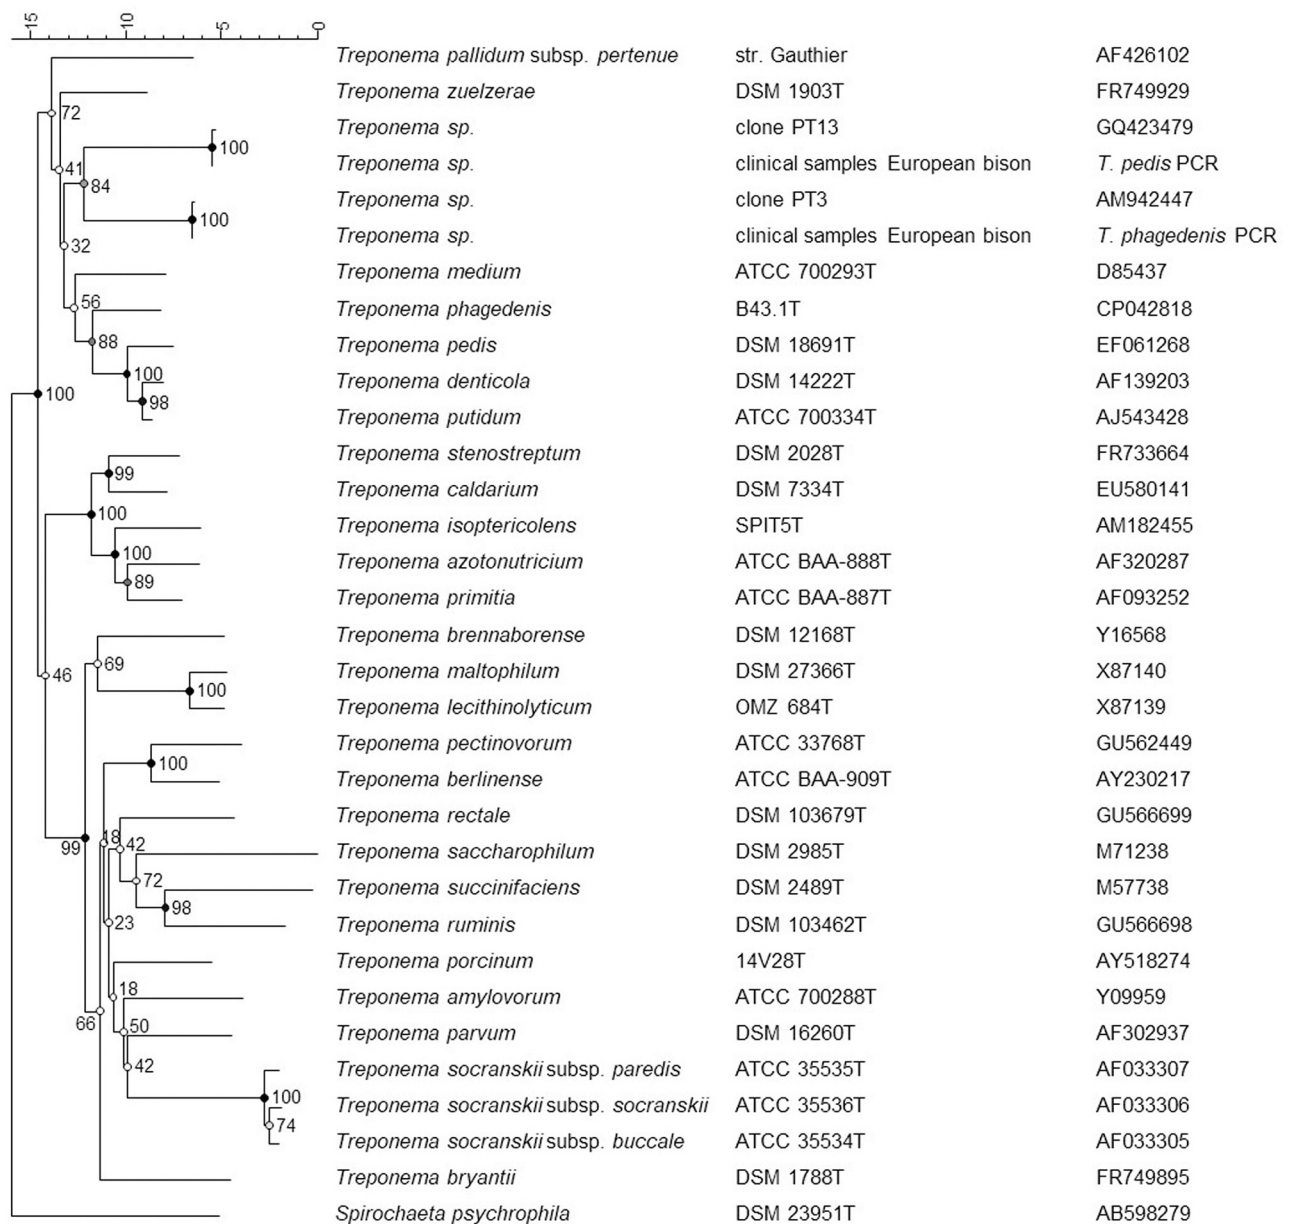 -15 -10 -5 0
Treponema pallidum subsp. pertenue str. Gauthier AF426102
Treponema zuelzerae DSM 1903T FR749929
72
Treponema sp. clone PT13 GQ423479
100
Treponema sp. clinical samples European bison T. pedis PCR
41
84
Treponema sp. clone PT3 AM942447
100
Treponema sp. clinical samples European bison T. phagedenis PCR
32
Treponema medium ATCC 700293T D85437
56
Treponema phagedenis B43.1T CP042818
88
Treponema pedis DSM 18691T EF061268
100
Treponema denticola DSM 14222T AF139203
100
98
Treponema putidum ATCC 700334T AJ543428
Treponema stenostreptum DSM 2028T FR733664
99
Treponema caldarium DSM 7334T EU580141
100
Treponema isoptericolens SPIT5T AM182455
100
Treponema azotonutricium ATCC BAA-888T AF320287
89
Treponema primitia ATCC BAA-887T AF093252
Treponema brennaborense DSM 12168T Y16568
69
Treponema maltophilum DSM 27366T X87140
46
100
Treponema lecithinolyticum OMZ 684T X87139
Treponema pectinovorum ATCC 33768T GU562449
100
Treponema berlinense ATCC BAA-909T AY230217
Treponema rectale DSM 103679T GU566699
18
42
99
Treponema saccharophilum DSM 2985T M71238
72
Treponema succinifaciens DSM 2489T M57738
98
23
Treponema ruminis DSM 103462T GU566698
Treponema porcinum 14V28T AY518274
18
Treponema amylovorum ATCC 700288T Y09959
66
50
Treponema parvum DSM 16260T AF302937
42
Treponema socranskii subsp. paredis ATCC 35535T AF033307
100
Treponema socranskii subsp. socranskii ATCC 35536T AF033306
74
Treponema socranskii subsp. buccale ATCC 35534T AF033305
Treponema bryantii DSM 1788T FR749895
Spirochaeta psychrophila DSM 23951T AB598279